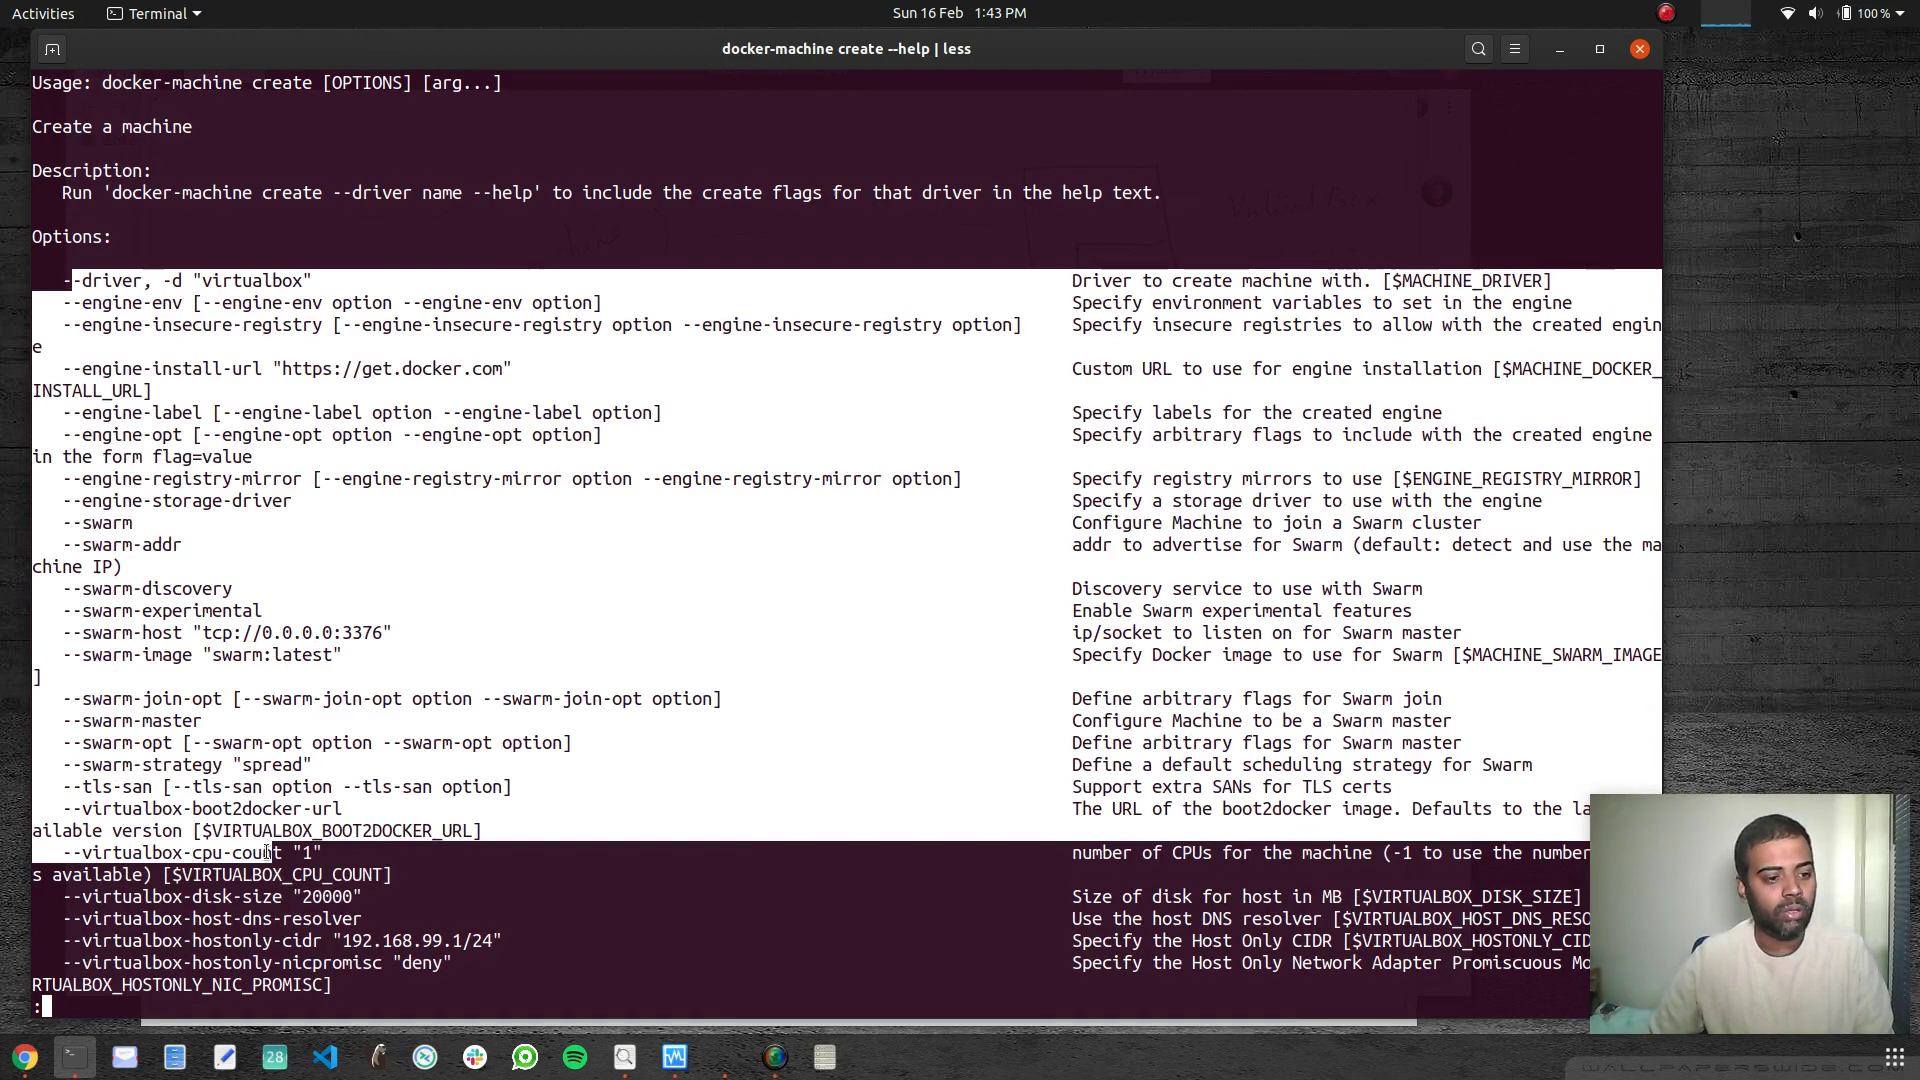 Activities Terminal Sun 16 Feb 1:43 PM 100 %
docker-machine create --help | less
Usage: docker-machine create [OPTIONS] [arg...]
Create a machine
Description:
Run 'docker-machine create --driver name --help' to include the create flags for that driver in the help text.
Options:
--driver, -d "virtualbox" Driver to create machine with. [$MACHINE_DRIVER]
--engine-env [--engine-env option --engine-env option] Specify environment variables to set in the engine
--engine-insecure-registry [--engine-insecure-registry option --engine-insecure-registry option] Specify insecure registries to allow with the created engin
e
--engine-install-url "https://get.docker.com" Custom URL to use for engine installation [$MACHINE_DOCKER_
INSTALL_URL]
--engine-label [--engine-label option --engine-label option] Specify labels for the created engine
--engine-opt [--engine-opt option --engine-opt option] Specify arbitrary flags to include with the created engine
in the form flag=value
--engine-registry-mirror [--engine-registry-mirror option --engine-registry-mirror option] Specify registry mirrors to use [$ENGINE_REGISTRY_MIRROR]
--engine-storage-driver Specify a storage driver to use with the engine
--swarm Configure Machine to join a Swarm cluster
--swarm-addr addr to advertise for Swarm (default: detect and use the ma
chine IP)
--swarm-discovery Discovery service to use with Swarm
--swarm-experimental Enable Swarm experimental features
--swarm-host "tcp://0.0.0.0:3376" ip/socket to listen on for Swarm master
--swarm-image "swarm:latest" Specify Docker image to use for Swarm [$MACHINE_SWARM_IMAGE
]
--swarm-join-opt [--swarm-join-opt option --swarm-join-opt option] Define arbitrary flags for Swarm join
--swarm-master Configure Machine to be a Swarm master
--swarm-opt [--swarm-opt option --swarm-opt option] Define arbitrary flags for Swarm master
--swarm-strategy "spread" Define a default scheduling strategy for Swarm
--tls-san [--tls-san option --tls-san option] Support extra SANs for TLS certs
--virtualbox-boot2docker-url The URL of the boot2docker image. Defaults to the la
ailable version [$VIRTUALBOX_BOOT2DOCKER_URL]
--virtualbox-cpu-count "1" number of CPUs for the machine (-1 to use the number
s available) [$VIRTUALBOX_CPU_COUNT]
--virtualbox-disk-size "20000" Size of disk for host in MB [$VIRTUALBOX_DISK_SIZE]
--virtualbox-host-dns-resolver Use the host DNS resolver [$VIRTUALBOX_HOST_DNS_RESO
--virtualbox-hostonly-cidr "192.168.99.1/24" Specify the Host Only CIDR [$VIRTUALBOX_HOSTONLY_CID
--virtualbox-hostonly-nicpromisc "deny" Specify the Host Only Network Adapter Promiscuous Mo
RTUALBOX_HOSTONLY_NIC_PROMISC]
:
28
WALLPAPERSWIDE.COM